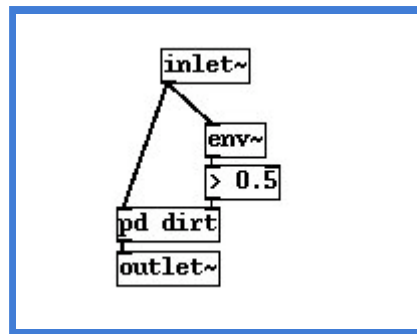 inlet~
env~
> 0.5
pd dirt
outlet~